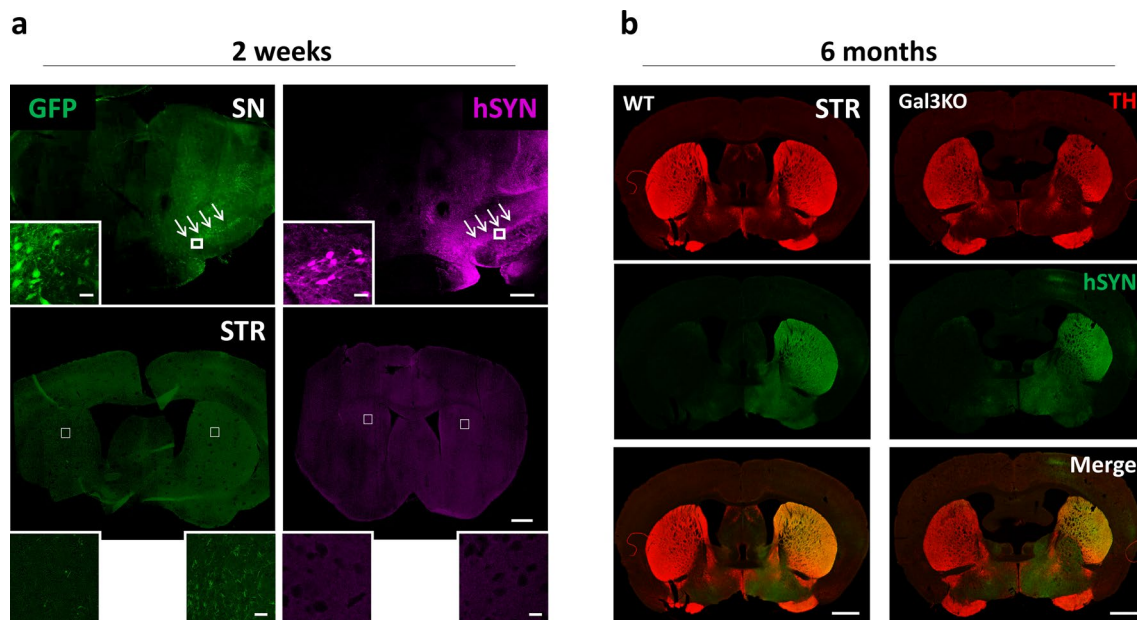 a
2 weeks
GFP
SN
hSYN
STR
b
6 months
WT
STR
Gal3KO
TH
hSYN
Merge